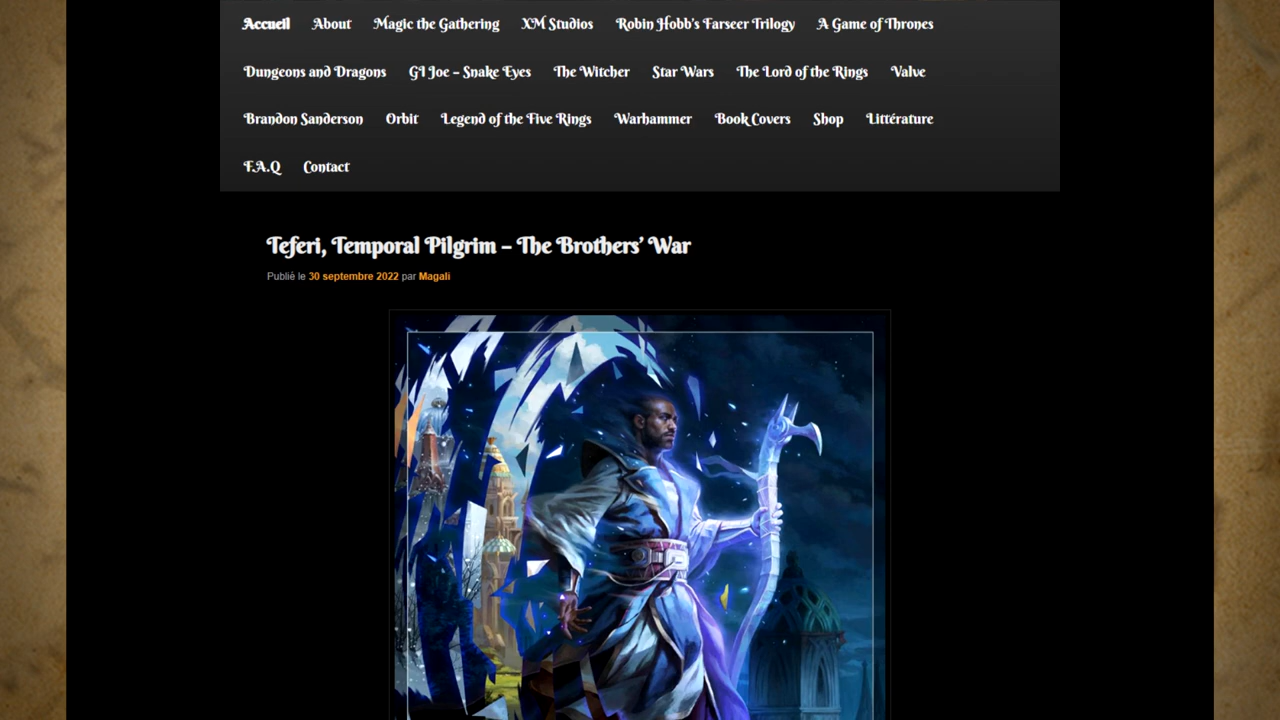 Accueil About Magic the Gathering XM Studios Robin Hobb's Farseer Trilogy A Game of Thrones
Dungeons and Dragons GI Joe – Snake Eyes The Witcher Star Wars The Lord of the Rings Valve
Brandon Sanderson Orbit Legend of the Five Rings Warhammer Book Covers Shop Littérature
F.A.Q Contact
Teferi, Temporal Pilgrim – The Brothers’ War
Publié le 30 septembre 2022 par Magali